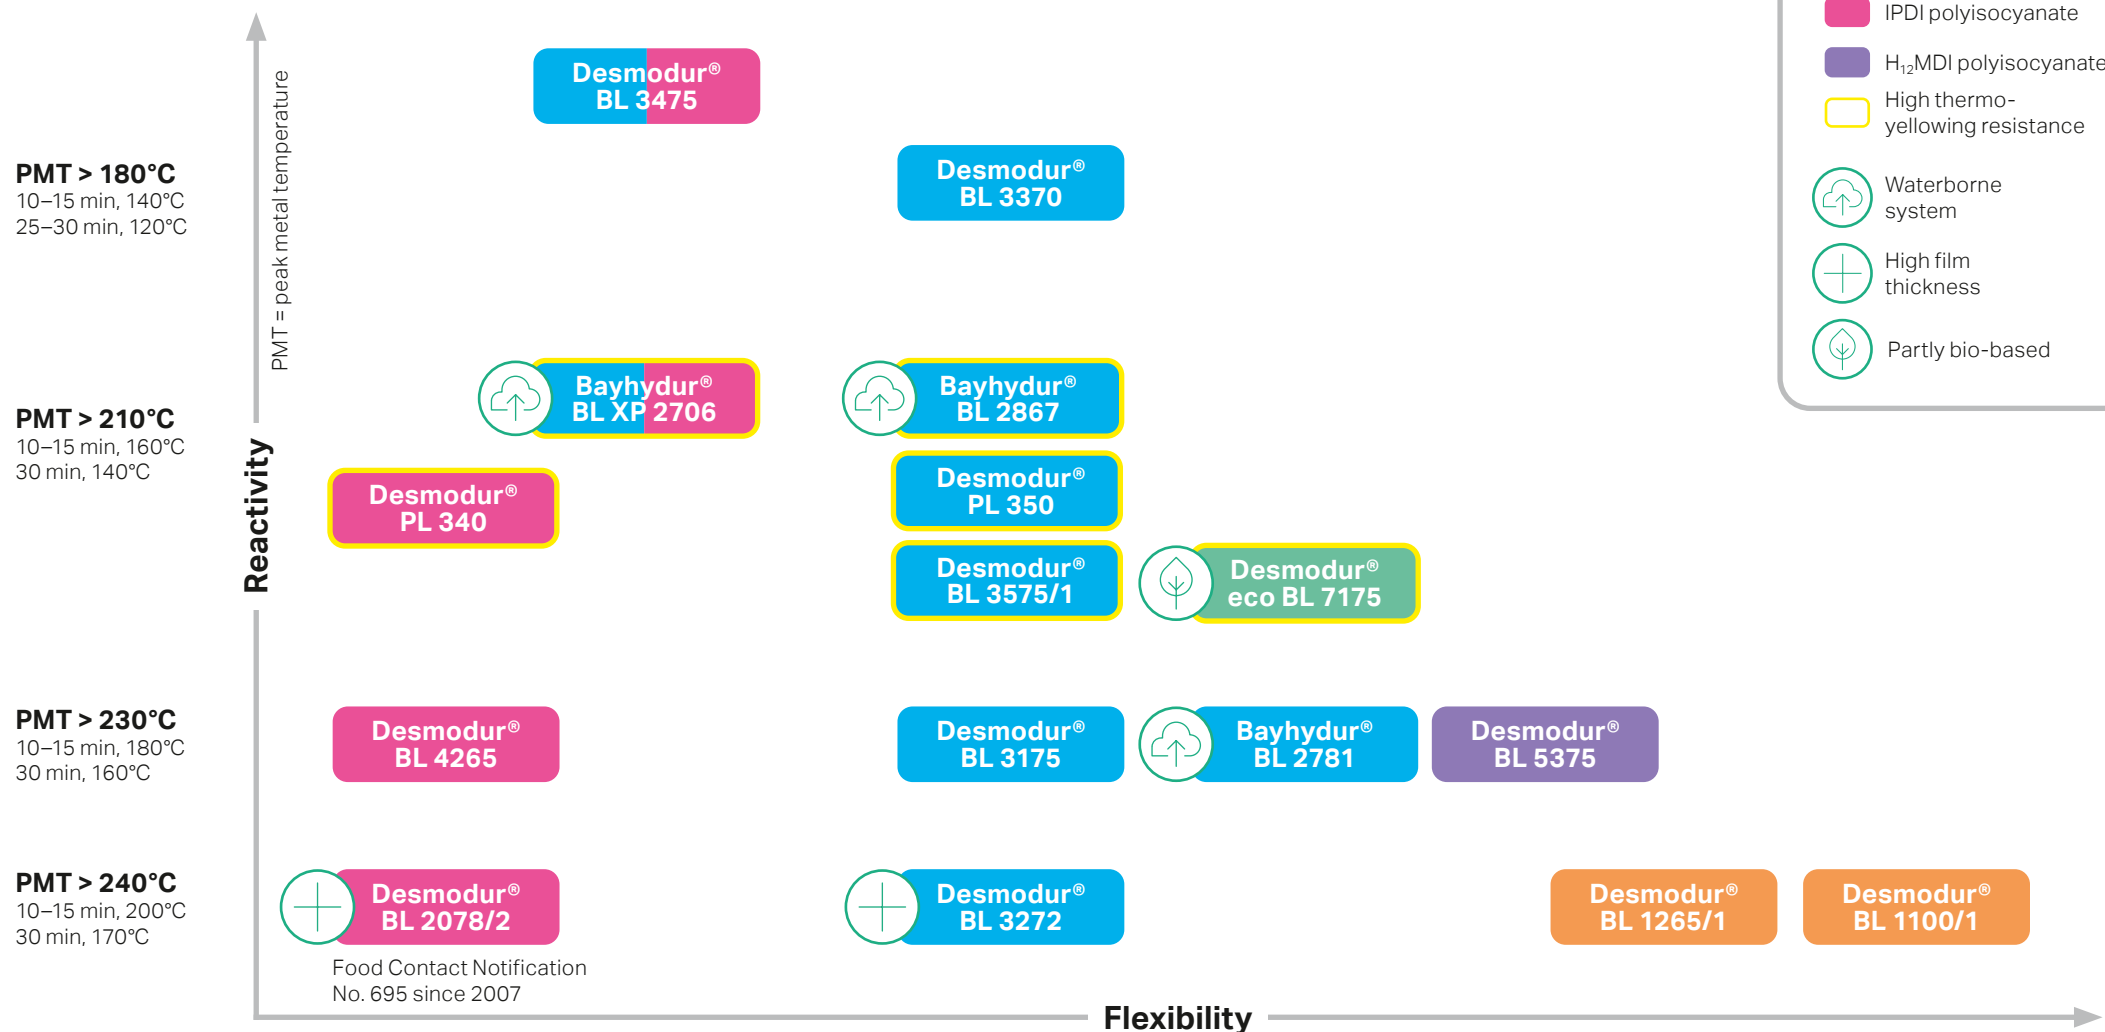 IPDI polyisocyanate
H₁₂MDI polyisocyanate
High thermo-
yellowing resistance
Waterborne
system
High film
thickness
Partly bio-based
PMT = peak metal temperature
Reactivity
Desmodur®
BL 3475
PMT > 180°C
10–15 min, 140°C
25–30 min, 120°C
Desmodur®
BL 3370
PMT > 210°C
10–15 min, 160°C
30 min, 140°C
Bayhydur®
BL XP 2706
Bayhydur®
BL 2867
Desmodur®
PL 340
Desmodur®
PL 350
Desmodur®
BL 3575/1
Desmodur®
eco BL 7175
PMT > 230°C
10–15 min, 180°C
30 min, 160°C
Desmodur®
BL 4265
Desmodur®
BL 3175
Bayhydur®
BL 2781
Desmodur®
BL 5375
PMT > 240°C
10–15 min, 200°C
30 min, 170°C
Desmodur®
BL 2078/2
Desmodur®
BL 3272
Desmodur®
BL 1265/1
Desmodur®
BL 1100/1
Food Contact Notification
No. 695 since 2007
Flexibility